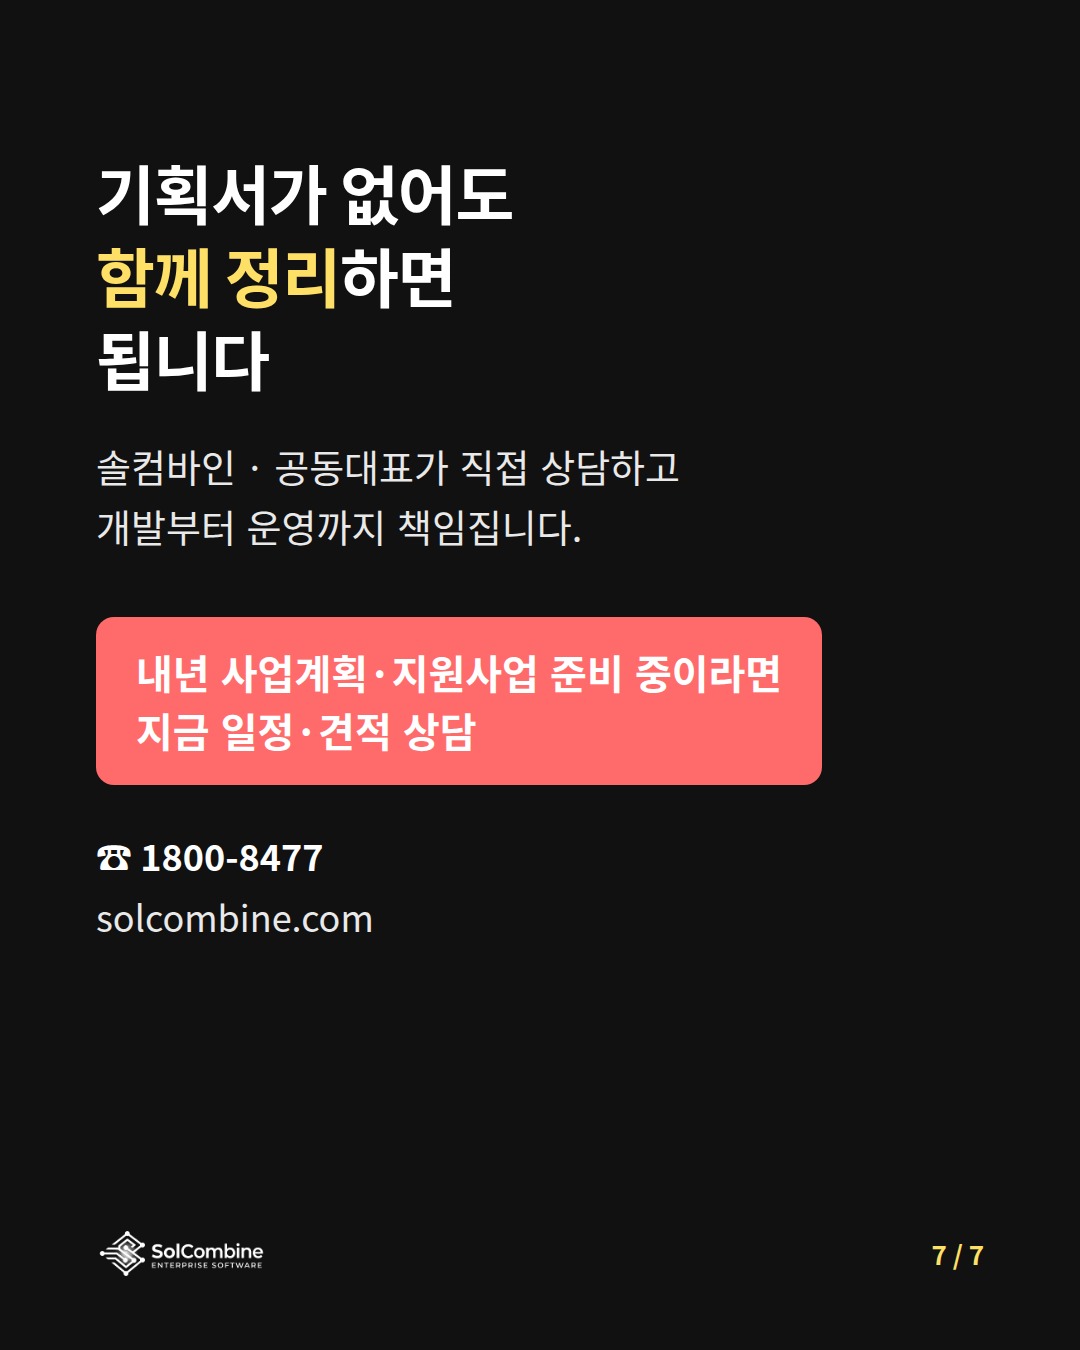 기획서가 없어도
함께 정리하면
됩니다
솔컴바인 · 공동대표가 직접 상담하고
개발부터 운영까지 책임집니다.
내년 사업계획·지원사업 준비 중이라면
지금 일정·견적 상담
☎ 1800-8477
solcombine.com
SolCombine
ENTERPRISE SOFTWARE
7 / 7